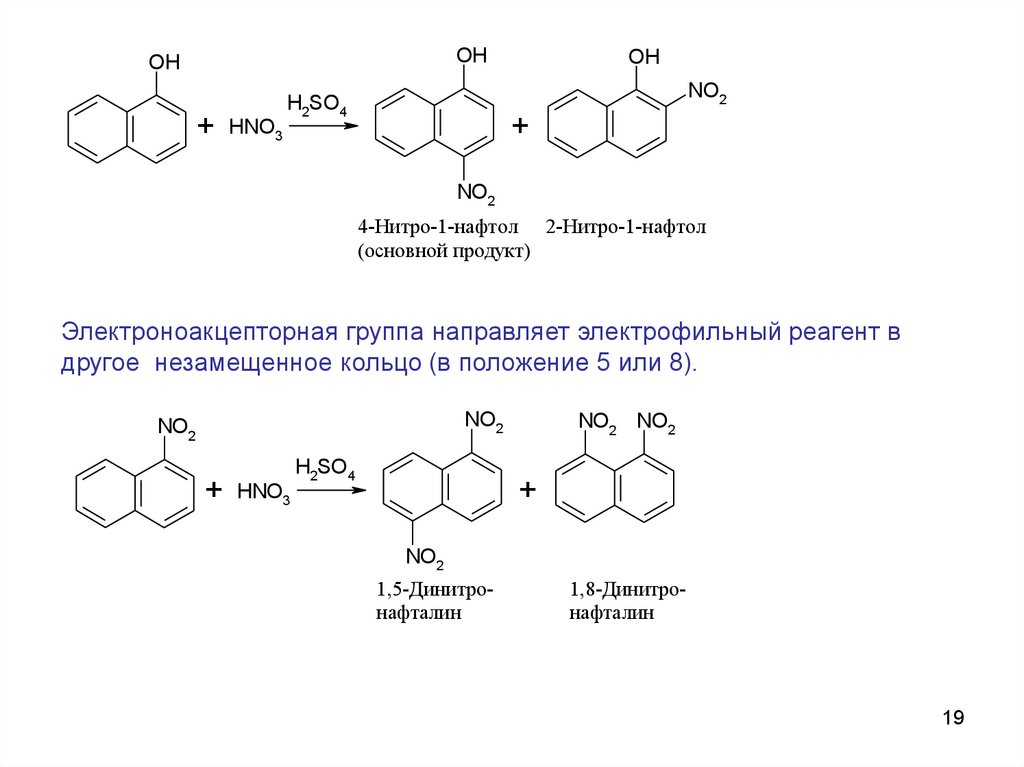 OH OH OH
NO₂
H₂SO₄
+ HNO₃ +
NO₂
4-Нитро-1-нафтол 2-Нитро-1-нафтол
(основной продукт)
Электроноакцепторная группа направляет электрофильный реагент в
другое незамещенное кольцо (в положение 5 или 8).
NO₂ NO₂ NO₂ NO₂
H₂SO₄
+ HNO₃ +
NO₂
1,5-Динитро- 1,8-Динитро-
нафталин нафталин
19